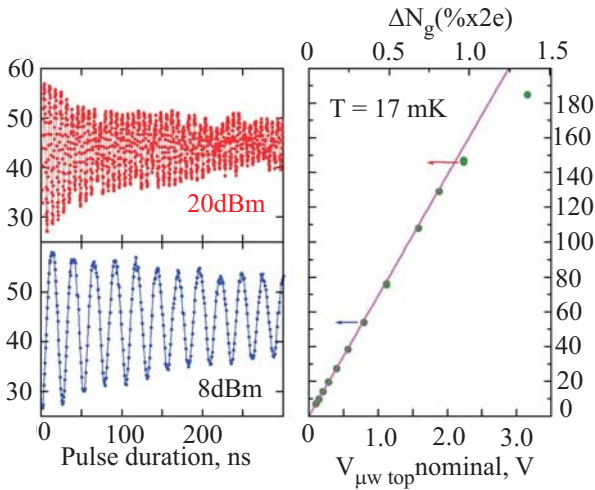 ΔN_g(%x2e)
0 0.5 1.0 1.5
60
50
40
30
20dBm
T = 17 mK
180
160
140
120
100
80
60
40
20
0
50
40
30
8dBm
0 100 200
Pulse duration, ns
0 1.0 2.0 3.0
V_μw top nominal, V